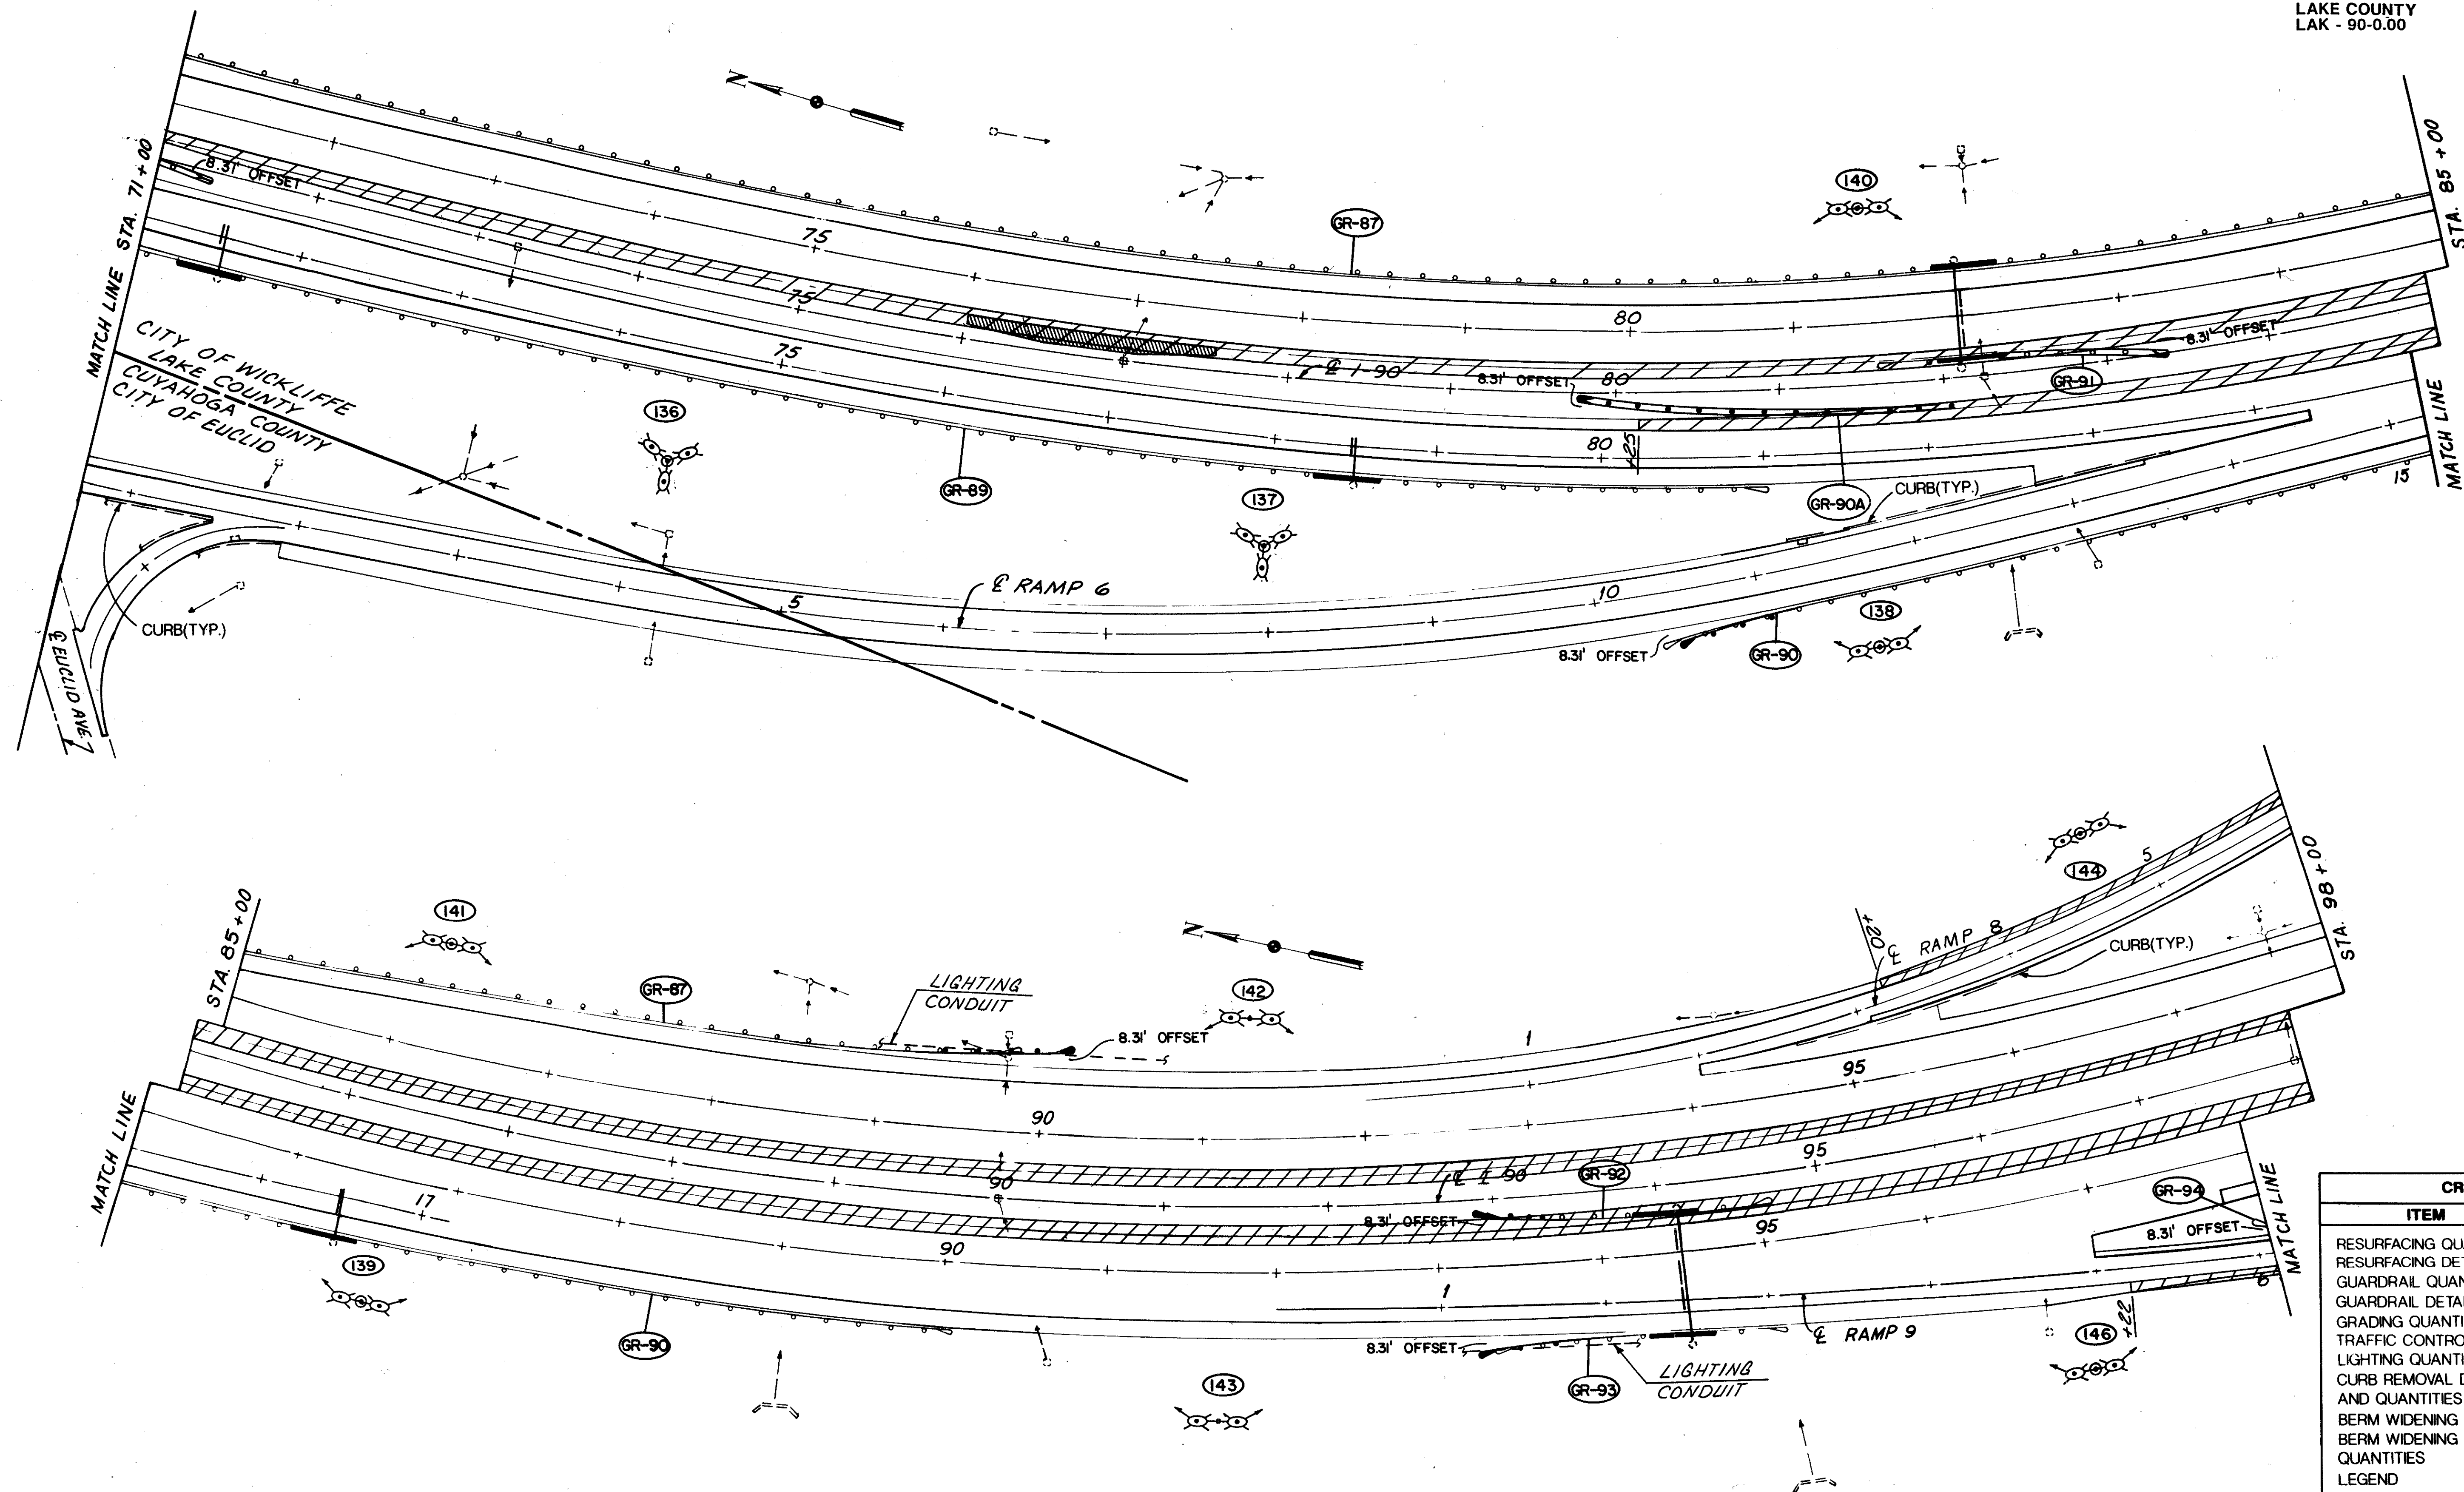 LAKE COUNTY
LAK - 90-0.00
N
MATCH LINE STA. 71+00
8.31' OFFSET
140
STA. 85+00
GR-87
75
75
75
80
80
80
℄ I-90
8.31' OFFSET
8.31' OFFSET
GR-91
+25
GR-90A
CURB(TYP.)
MATCH LINE
15
CITY OF WICKLIFFE
LAKE COUNTY
CUYAHOGA COUNTY
CITY OF EUCLID
136
GR-89
137
℄ RAMP 6
5
10
138
8.31' OFFSET
GR-90
CURB(TYP.)
℄ EUCLID AVE.
STA. 85+00
141
GR-87
LIGHTING
CONDUIT
N
142
8.31' OFFSET
144
5
+20
℄ RAMP 8
CURB(TYP.)
STA. 98+00
1
95
90
MATCH LINE
17
90
90
℄ I-90
GR-92
95
8.31' OFFSET
95
GR-94
8.31' OFFSET
MATCH LINE
6
139
GR-90
1
8.31' OFFSET
℄ RAMP 9
+22
146
143
GR-93
LIGHTING
CONDUIT
CR
ITEM
RESURFACING QU
RESURFACING DE
GUARDRAIL QUAN
GUARDRAIL DETA
GRADING QUANTI
TRAFFIC CONTRO
LIGHTING QUANTI
CURB REMOVAL D
AND QUANTITIES
BERM WIDENING
BERM WIDENING
QUANTITIES
LEGEND